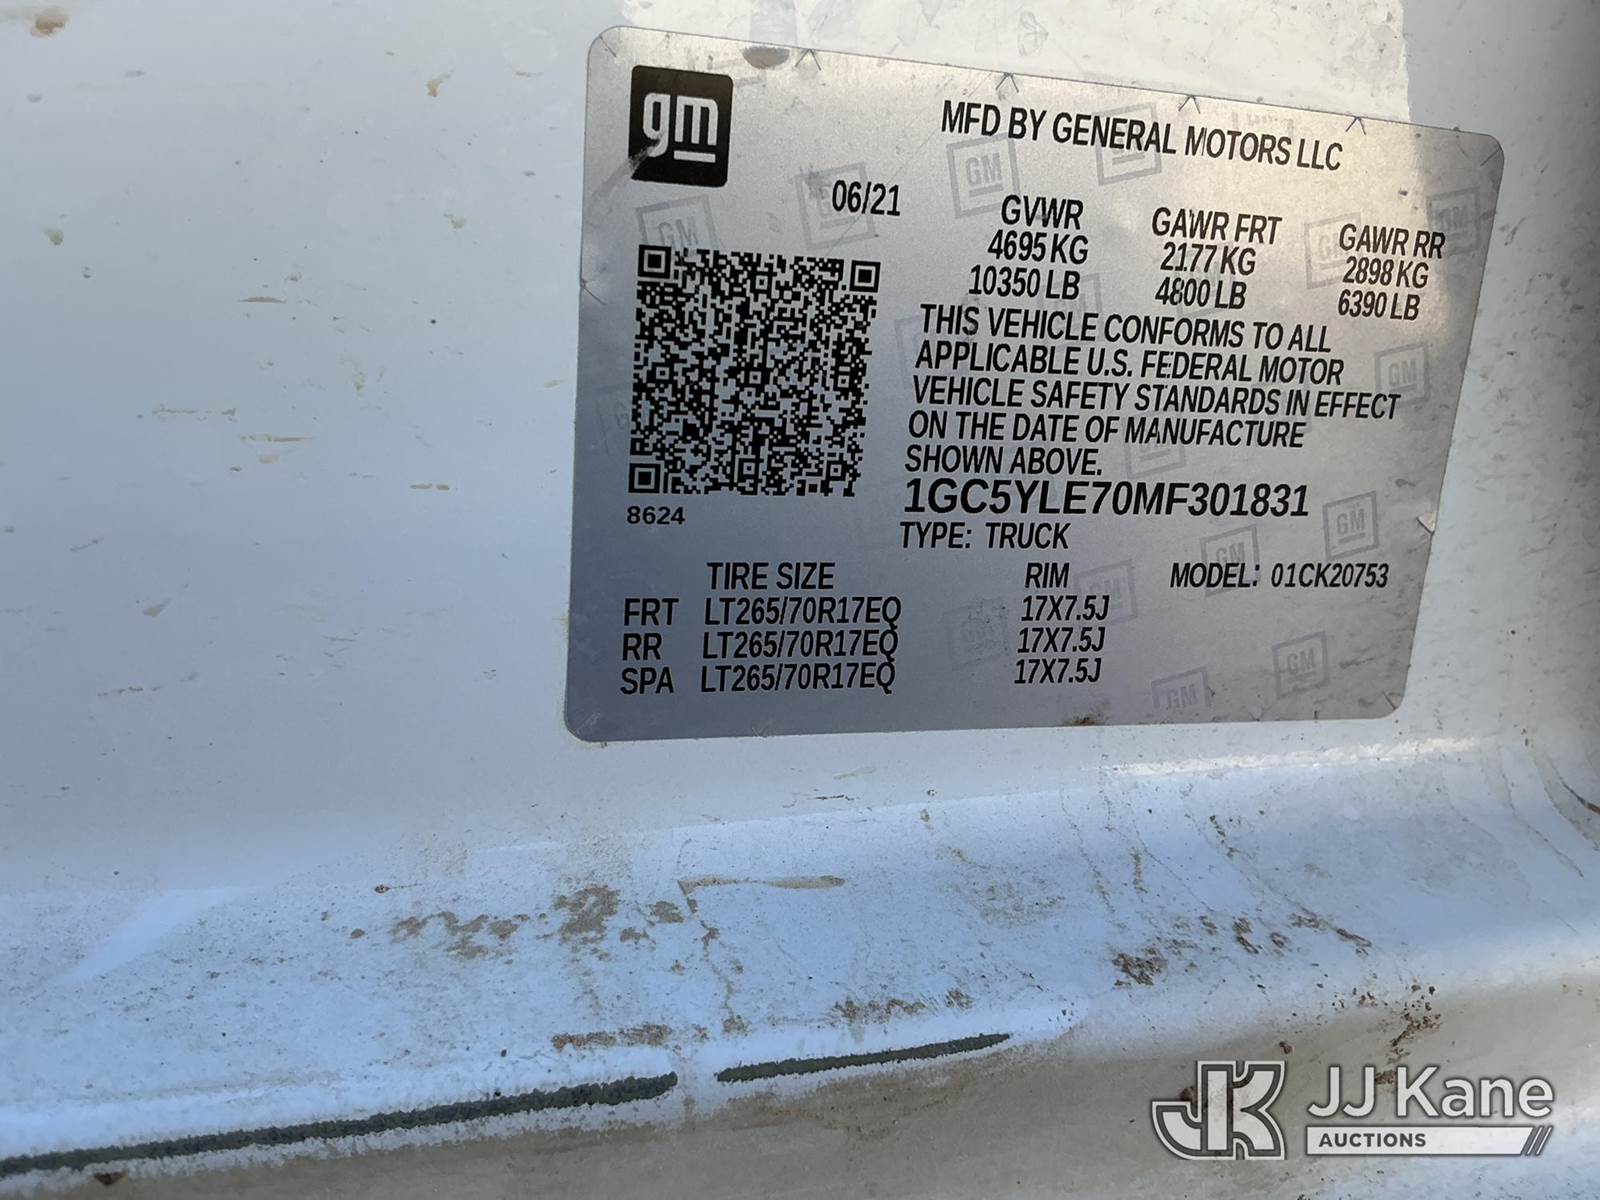 gm
MFD BY GENERAL MOTORS LLC
06/21
GVWR GAWR FRT GAWR RR
4695 KG 2177 KG 2898 KG
10350 LB 4800 LB 6390 LB
THIS VEHICLE CONFORMS TO ALL
APPLICABLE U.S. FEDERAL MOTOR
VEHICLE SAFETY STANDARDS IN EFFECT
ON THE DATE OF MANUFACTURE
SHOWN ABOVE.
1GC5YLE70MF301831
8624
TYPE: TRUCK
TIRE SIZE RIM MODEL: 01CK20753
FRT LT265/70R17EQ 17X7.5J
RR LT265/70R17EQ 17X7.5J
SPA LT265/70R17EQ 17X7.5J
JK JJ Kane
AUCTIONS